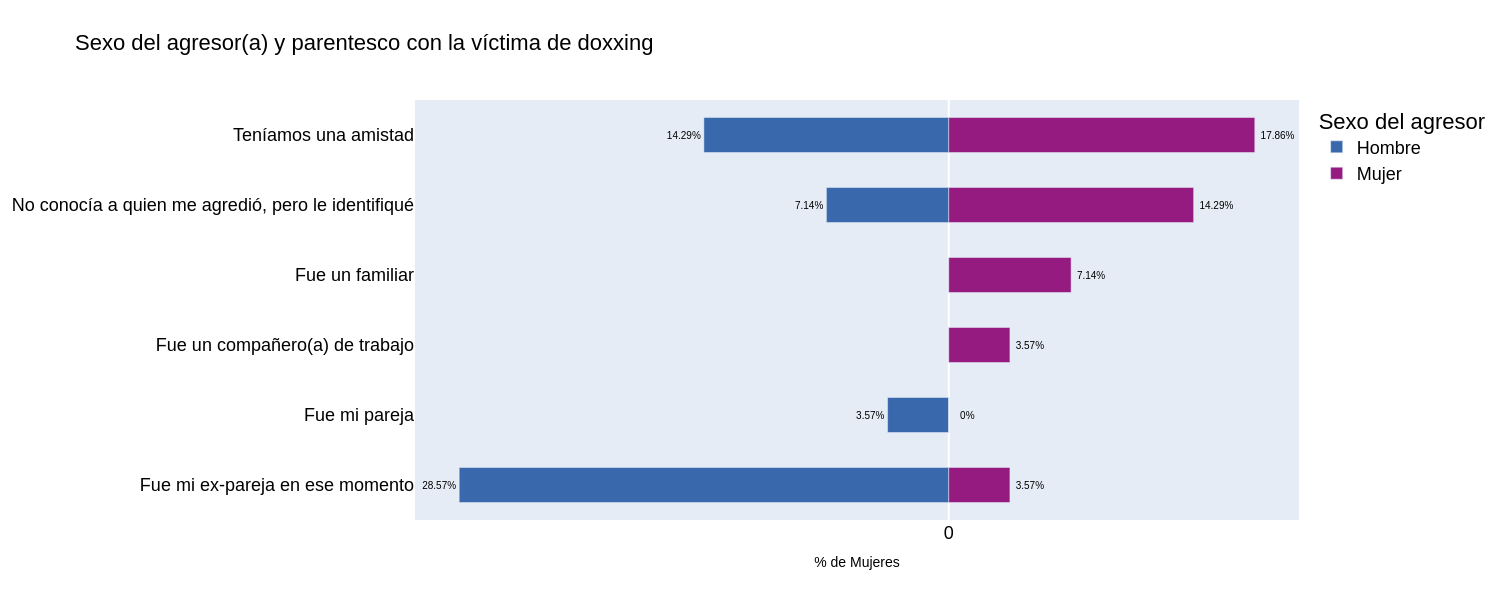 Sexo del agresor(a) y parentesco con la víctima de doxxing
Sexo del agresor
Hombre
Mujer
Teníamos una amistad
14.29%
17.86%
No conocía a quien me agredió, pero le identifiqué
7.14%
14.29%
Fue un familiar
7.14%
Fue un compañero(a) de trabajo
3.57%
Fue mi pareja
3.57%
0%
Fue mi ex-pareja en ese momento
28.57%
3.57%
0
% de Mujeres